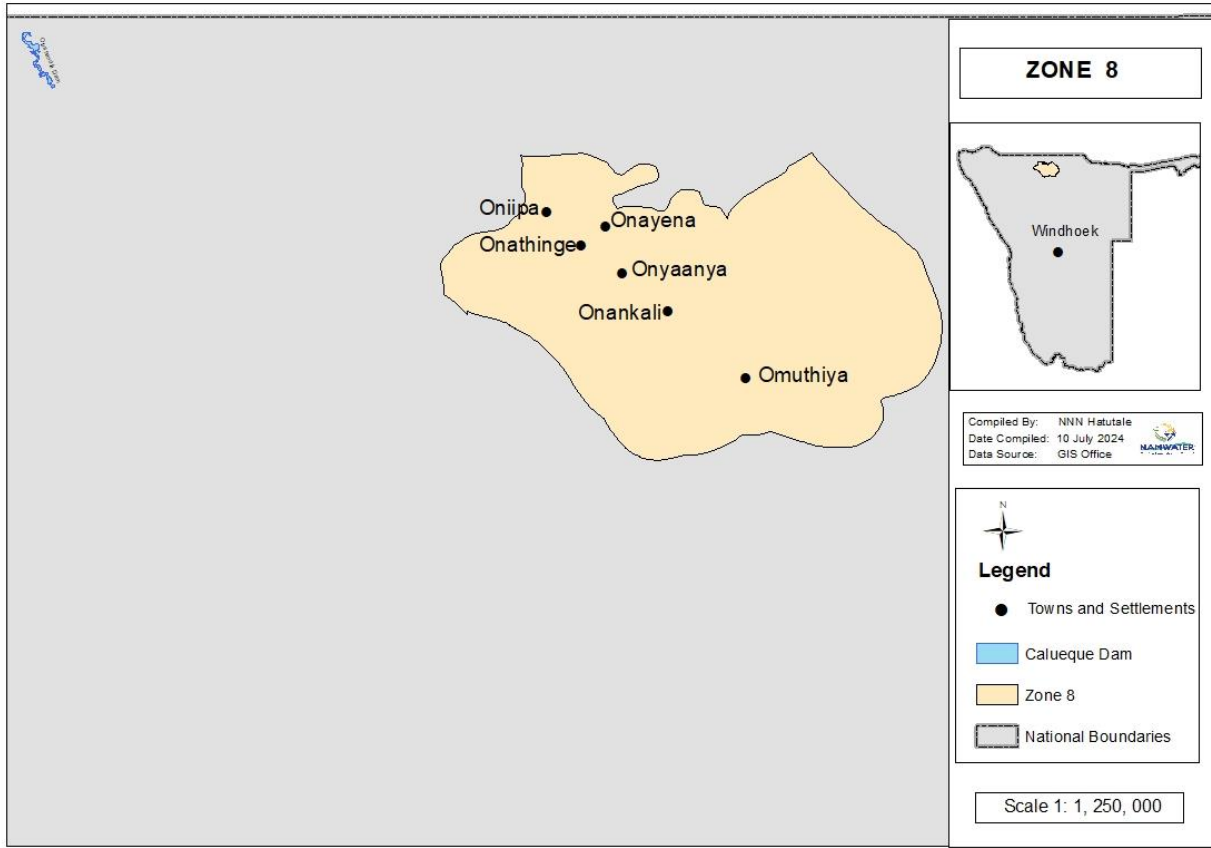 ZONE 8
Oniipa
Onayena
Onathinge
Onyaanya
Onankali
Omuthiya
Windhoek
Compiled By: NNN Hatutale
Date Compiled: 10 July 2024
Data Source: GIS Office
NAMWATER
N
Legend
Towns and Settlements
Calueque Dam
Zone 8
National Boundaries
Scale 1: 1, 250, 000